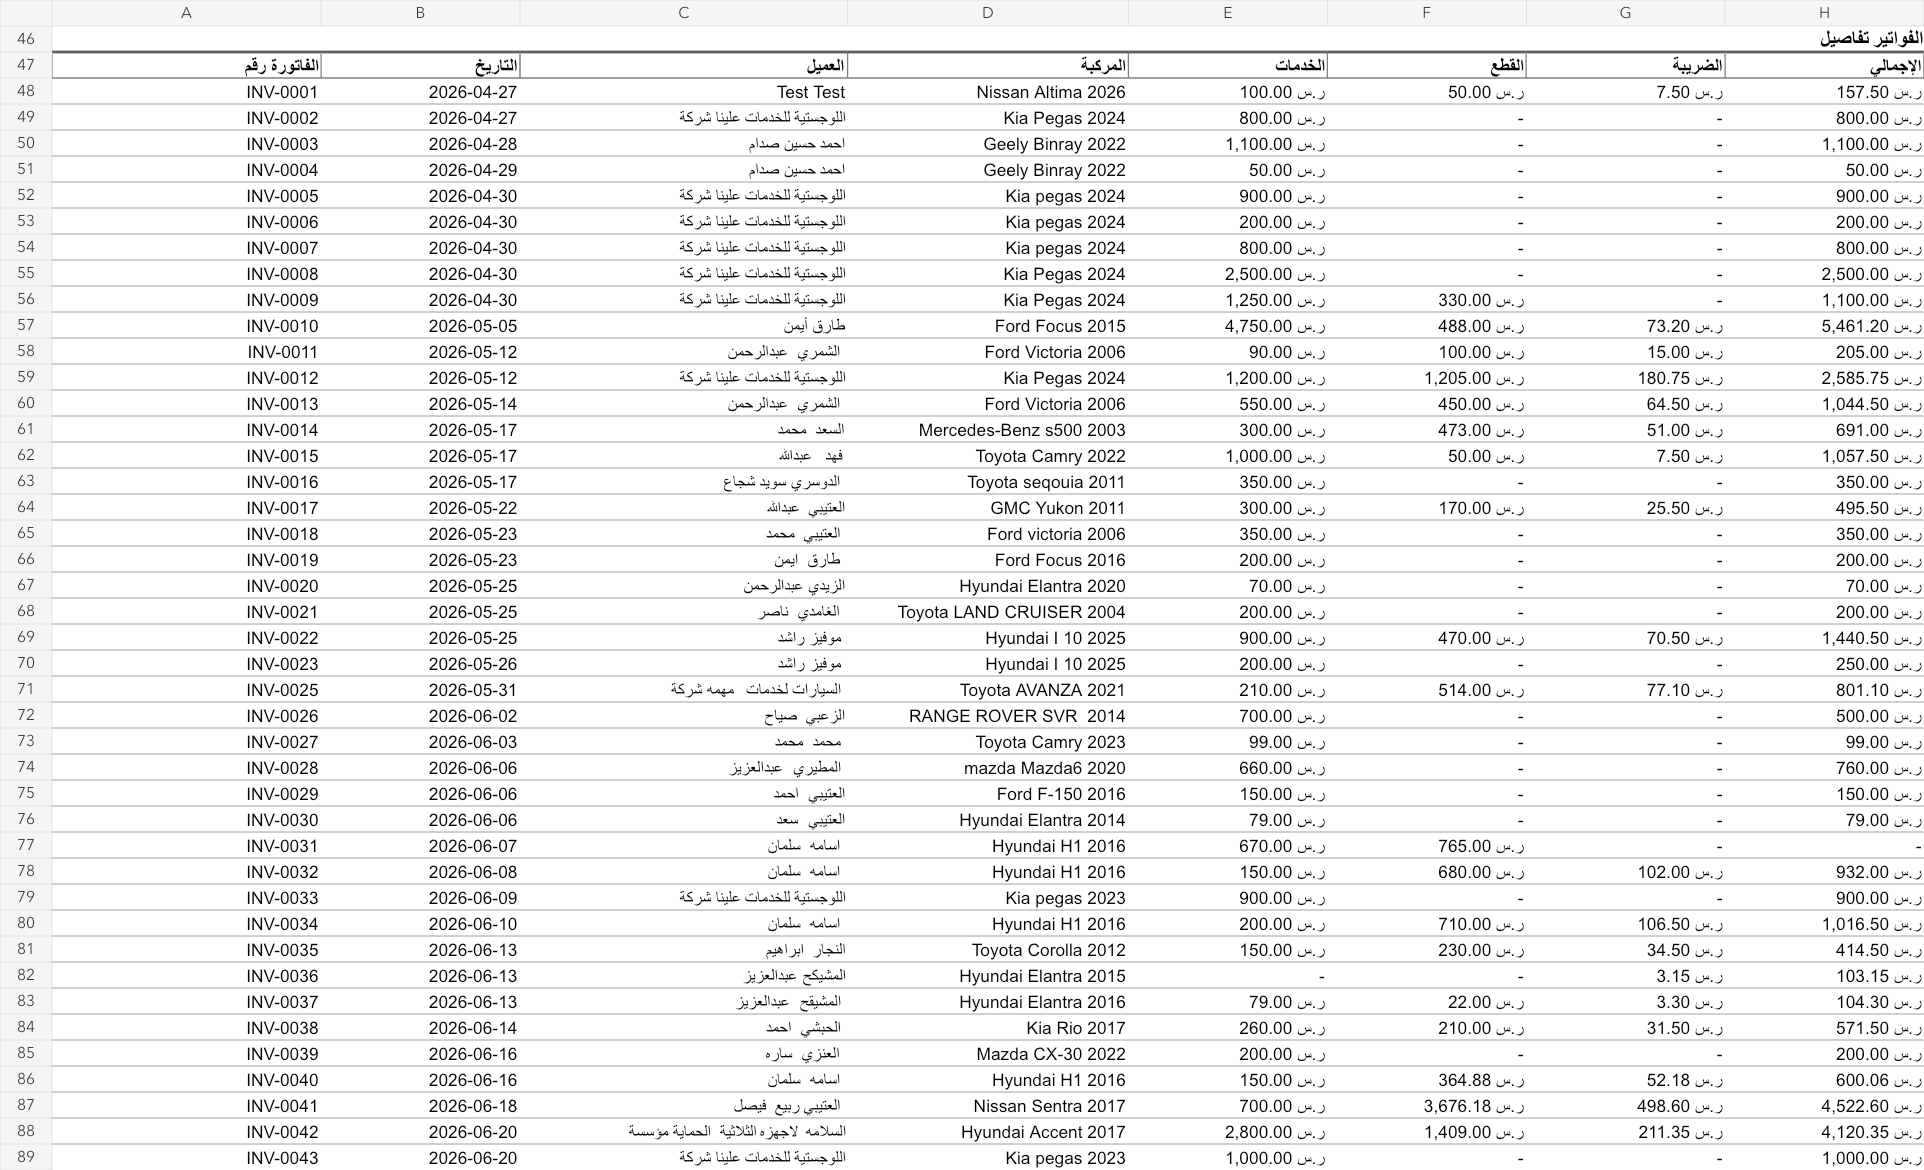 A B C D E F G H
46 الفواتير تفاصيل
47 الفاتورة رقم التاريخ العميل المركبة الخدمات القطع الضريبة الإجمالي
48 INV-0001 2026-04-27 Test Test Nissan Altima 2026 100.00 ر.س 50.00 ر.س 7.50 ر.س 157.50 ر.س
49 INV-0002 2026-04-27 اللوجستية للخدمات علينا شركة Kia Pegas 2024 800.00 ر.س - - 800.00 ر.س
50 INV-0003 2026-04-28 احمد حسين صدام Geely Binray 2022 1,100.00 ر.س - - 1,100.00 ر.س
51 INV-0004 2026-04-29 احمد حسين صدام Geely Binray 2022 50.00 ر.س - - 50.00 ر.س
52 INV-0005 2026-04-30 اللوجستية للخدمات علينا شركة Kia pegas 2024 900.00 ر.س - - 900.00 ر.س
53 INV-0006 2026-04-30 اللوجستية للخدمات علينا شركة Kia pegas 2024 200.00 ر.س - - 200.00 ر.س
54 INV-0007 2026-04-30 اللوجستية للخدمات علينا شركة Kia pegas 2024 800.00 ر.س - - 800.00 ر.س
55 INV-0008 2026-04-30 اللوجستية للخدمات علينا شركة Kia Pegas 2024 2,500.00 ر.س - - 2,500.00 ر.س
56 INV-0009 2026-04-30 اللوجستية للخدمات علينا شركة Kia Pegas 2024 1,250.00 ر.س 330.00 ر.س - 1,100.00 ر.س
57 INV-0010 2026-05-05 طارق أيمن Ford Focus 2015 4,750.00 ر.س 488.00 ر.س 73.20 ر.س 5,461.20 ر.س
58 INV-0011 2026-05-12 الشمري عبدالرحمن Ford Victoria 2006 90.00 ر.س 100.00 ر.س 15.00 ر.س 205.00 ر.س
59 INV-0012 2026-05-12 اللوجستية للخدمات علينا شركة Kia Pegas 2024 1,200.00 ر.س 1,205.00 ر.س 180.75 ر.س 2,585.75 ر.س
60 INV-0013 2026-05-14 الشمري عبدالرحمن Ford Victoria 2006 550.00 ر.س 450.00 ر.س 64.50 ر.س 1,044.50 ر.س
61 INV-0014 2026-05-17 السعد محمد Mercedes-Benz s500 2003 300.00 ر.س 473.00 ر.س 51.00 ر.س 691.00 ر.س
62 INV-0015 2026-05-17 فهد عبدالله Toyota Camry 2022 1,000.00 ر.س 50.00 ر.س 7.50 ر.س 1,057.50 ر.س
63 INV-0016 2026-05-17 الدوسري سويد شجاع Toyota seqouia 2011 350.00 ر.س - - 350.00 ر.س
64 INV-0017 2026-05-22 العتيبي عبدالله GMC Yukon 2011 300.00 ر.س 170.00 ر.س 25.50 ر.س 495.50 ر.س
65 INV-0018 2026-05-23 العتيبي محمد Ford victoria 2006 350.00 ر.س - - 350.00 ر.س
66 INV-0019 2026-05-23 طارق ايمن Ford Focus 2016 200.00 ر.س - - 200.00 ر.س
67 INV-0020 2026-05-25 الزيدي عبدالرحمن Hyundai Elantra 2020 70.00 ر.س - - 70.00 ر.س
68 INV-0021 2026-05-25 الغامدي ناصر Toyota LAND CRUISER 2004 200.00 ر.س - - 200.00 ر.س
69 INV-0022 2026-05-25 موفيز راشد Hyundai I 10 2025 900.00 ر.س 470.00 ر.س 70.50 ر.س 1,440.50 ر.س
70 INV-0023 2026-05-26 موفيز راشد Hyundai I 10 2025 200.00 ر.س - - 250.00 ر.س
71 INV-0025 2026-05-31 السيارات لخدمات مهمه شركة Toyota AVANZA 2021 210.00 ر.س 514.00 ر.س 77.10 ر.س 801.10 ر.س
72 INV-0026 2026-06-02 الزعبي صياح RANGE ROVER SVR 2014 700.00 ر.س - - 500.00 ر.س
73 INV-0027 2026-06-03 محمد محمد Toyota Camry 2023 99.00 ر.س - - 99.00 ر.س
74 INV-0028 2026-06-06 المطيري عبدالعزيز mazda Mazda6 2020 660.00 ر.س - - 760.00 ر.س
75 INV-0029 2026-06-06 العتيبي احمد Ford F-150 2016 150.00 ر.س - - 150.00 ر.س
76 INV-0030 2026-06-06 العتيبي سعد Hyundai Elantra 2014 79.00 ر.س - - 79.00 ر.س
77 INV-0031 2026-06-07 اسامه سلمان Hyundai H1 2016 670.00 ر.س 765.00 ر.س - -
78 INV-0032 2026-06-08 اسامه سلمان Hyundai H1 2016 150.00 ر.س 680.00 ر.س 102.00 ر.س 932.00 ر.س
79 INV-0033 2026-06-09 اللوجستية للخدمات علينا شركة Kia pegas 2023 900.00 ر.س - - 900.00 ر.س
80 INV-0034 2026-06-10 اسامه سلمان Hyundai H1 2016 200.00 ر.س 710.00 ر.س 106.50 ر.س 1,016.50 ر.س
81 INV-0035 2026-06-13 النجار ابراهيم Toyota Corolla 2012 150.00 ر.س 230.00 ر.س 34.50 ر.س 414.50 ر.س
82 INV-0036 2026-06-13 المشيكح عبدالعزيز Hyundai Elantra 2015 - - 3.15 ر.س 103.15 ر.س
83 INV-0037 2026-06-13 المشيقح عبدالعزيز Hyundai Elantra 2016 79.00 ر.س 22.00 ر.س 3.30 ر.س 104.30 ر.س
84 INV-0038 2026-06-14 الحبشي احمد Kia Rio 2017 260.00 ر.س 210.00 ر.س 31.50 ر.س 571.50 ر.س
85 INV-0039 2026-06-16 العنزي ساره Mazda CX-30 2022 200.00 ر.س - - 200.00 ر.س
86 INV-0040 2026-06-16 اسامه سلمان Hyundai H1 2016 150.00 ر.س 364.88 ر.س 52.18 ر.س 600.06 ر.س
87 INV-0041 2026-06-18 العتيبي ربيع فيصل Nissan Sentra 2017 700.00 ر.س 3,676.18 ر.س 498.60 ر.س 4,522.60 ر.س
88 INV-0042 2026-06-20 السلامه لاجهزه الثلاثية الحماية مؤسسة Hyundai Accent 2017 2,800.00 ر.س 1,409.00 ر.س 211.35 ر.س 4,120.35 ر.س
89 INV-0043 2026-06-20 اللوجستية للخدمات علينا شركة Kia pegas 2023 1,000.00 ر.س - - 1,000.00 ر.س